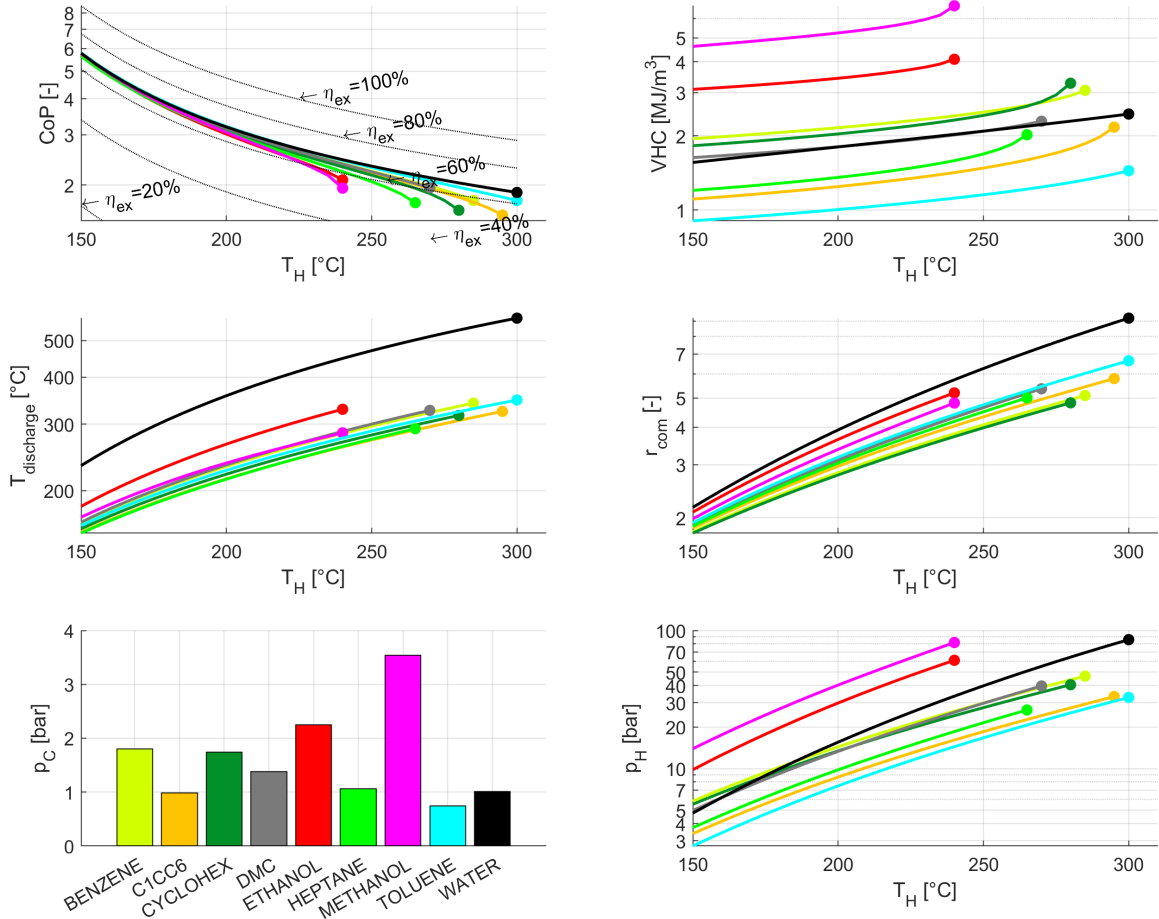 CoP [-]
8
7
6
5
4
3
2
← η_ex=100%
← η_ex=80%
← η_ex=60%
← η_ex=40%
← η_ex=20%
150 200 250 300
T_H [°C]
VHC [MJ/m^3]
5
4
3
2
1
150 200 250 300
T_H [°C]
T_discharge [°C]
500
400
300
200
150 200 250 300
T_H [°C]
r_com [-]
7
5
4
3
2
150 200 250 300
T_H [°C]
p_C [bar]
4
3
2
1
0
BENZENE
C1CC6
CYCLOHEX
DMC
ETHANOL
HEPTANE
METHANOL
TOLUENE
WATER
p_H [bar]
100
70
50
40
30
20
10
7
5
4
3
150 200 250 300
T_H [°C]